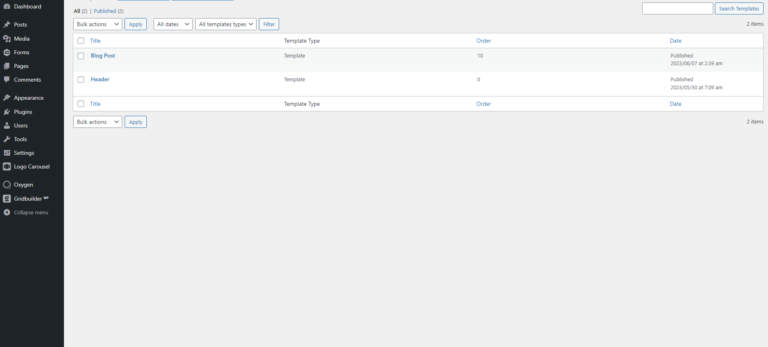 Dashboard
Posts
Media
Forms
Pages
Comments
Appearance
Plugins
Users
Tools
Settings
Logo Carousel
Oxygen
Gridbuilder WP
Collapse menu
Search Templates
All (2) | Published (2)
Bulk actions Apply All dates All templates types Filter 2 items
Title Template Type Order Date
Blog Post Template 10 Published
2023/06/07 at 2:39 am
Header Template 0 Published
2023/05/30 at 7:09 am
Title Template Type Order Date
Bulk actions Apply 2 items